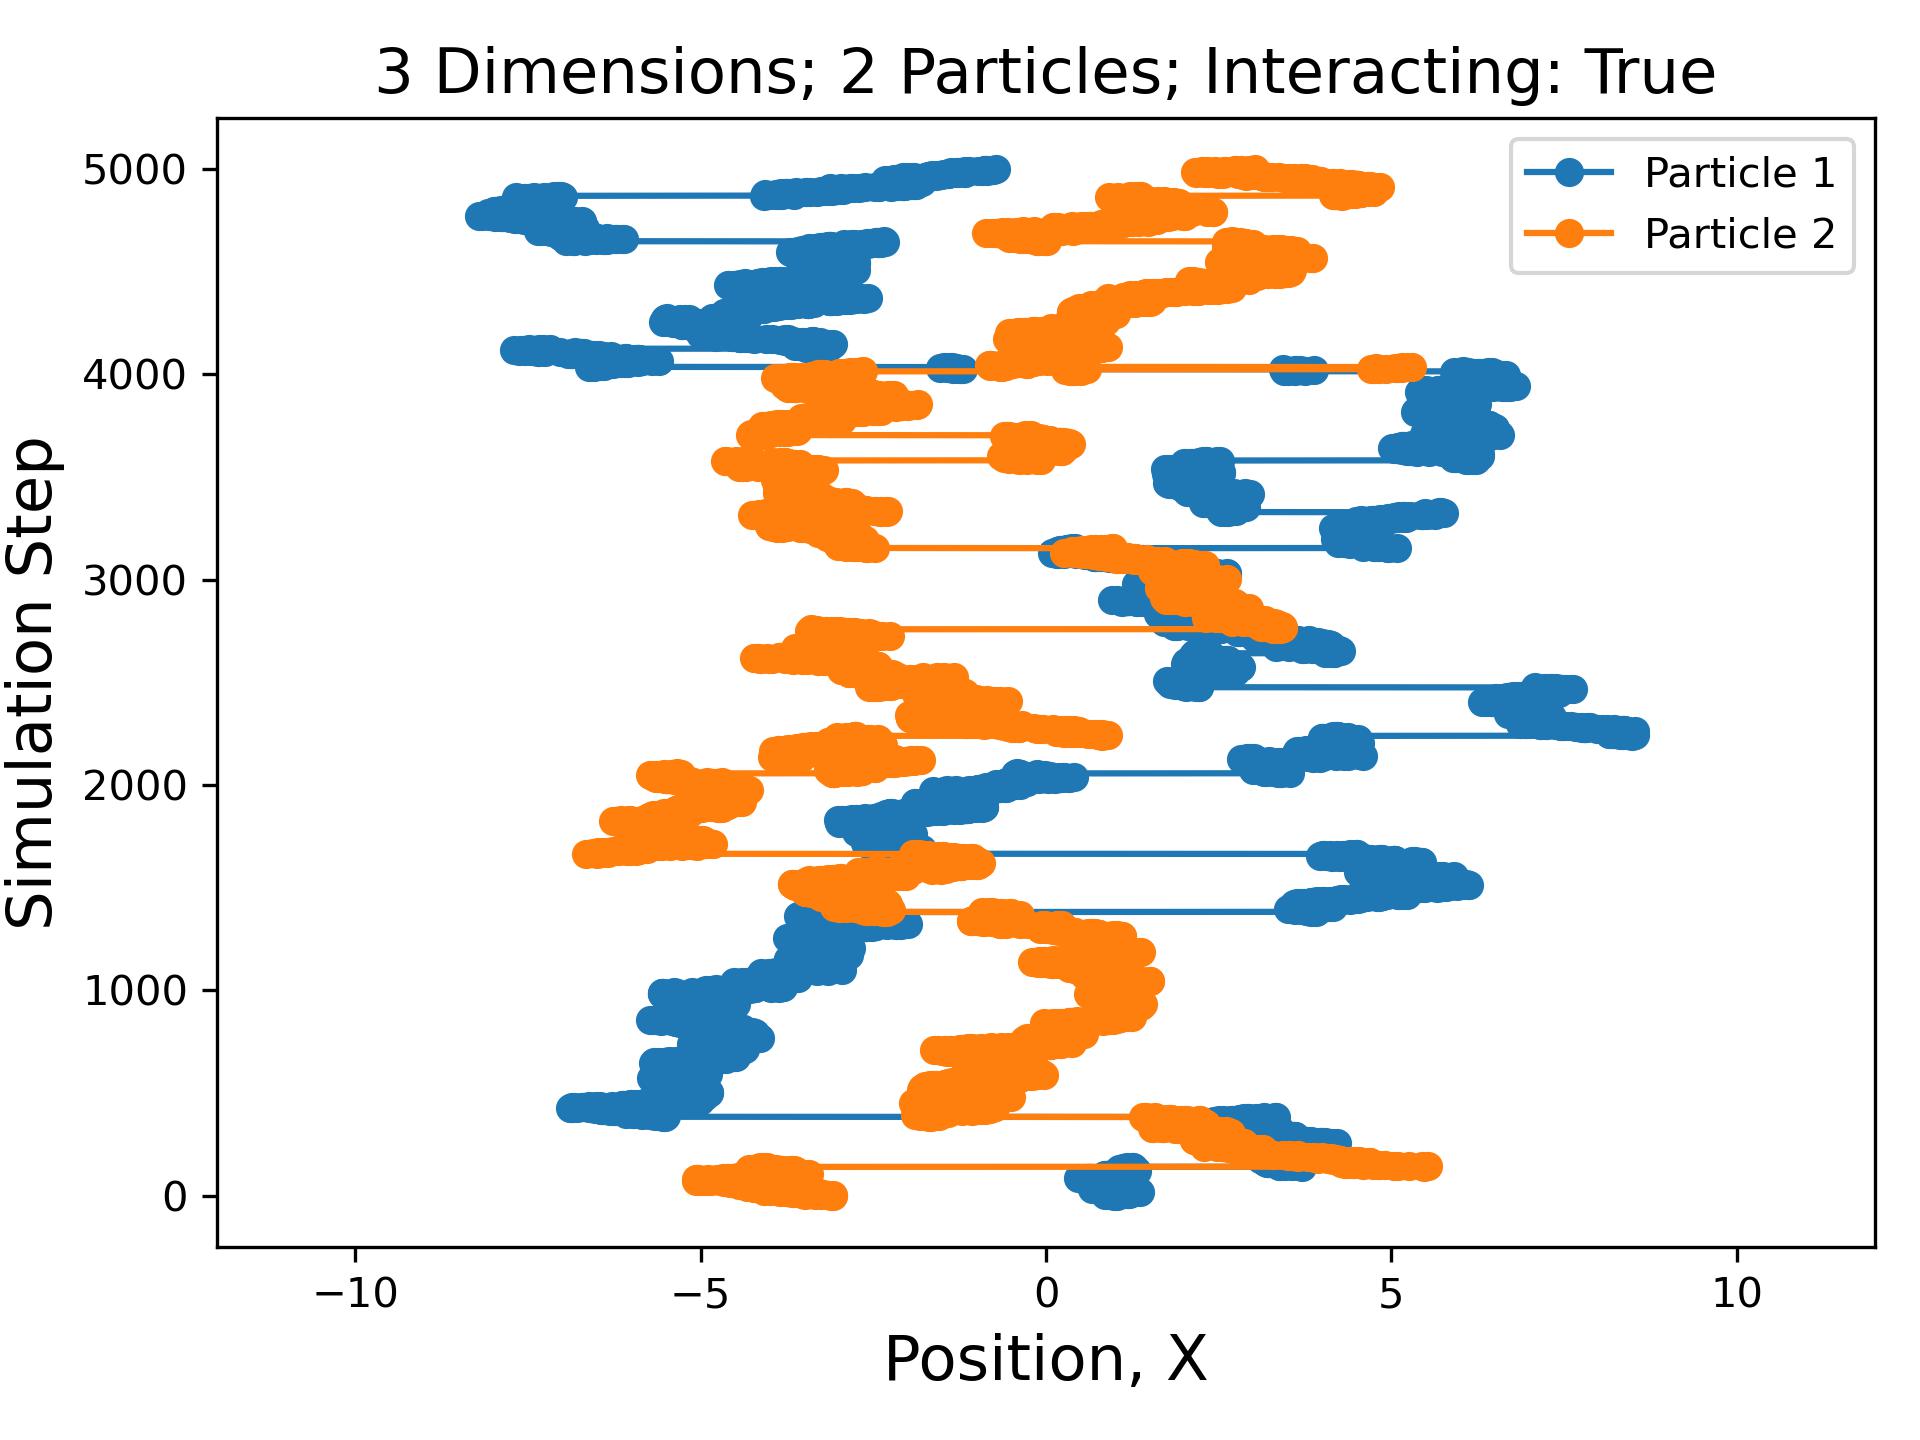 3 Dimensions; 2 Particles; Interacting: True
Particle 1
Particle 2
Simulation Step
5000
4000
3000
2000
1000
0
−10
−5
0
5
10
Position, X